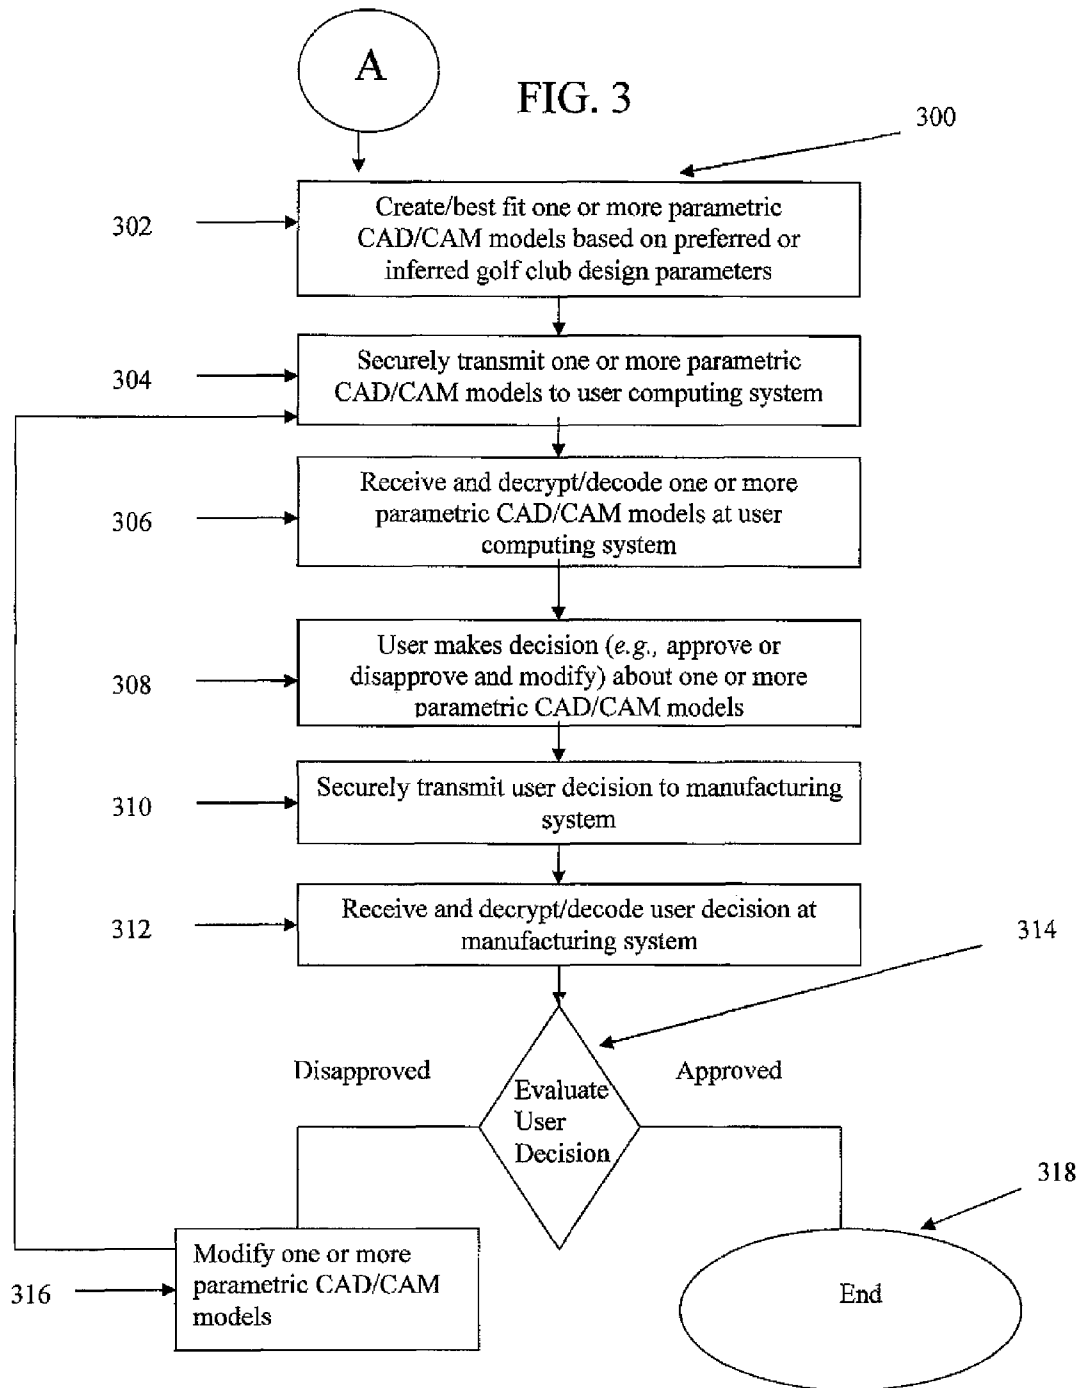 A
FIG. 3
300
302
Create/best fit one or more parametric
CAD/CAM models based on preferred or
inferred golf club design parameters
304
Securely transmit one or more parametric
CAD/CAM models to user computing system
306
Receive and decrypt/decode one or more
parametric CAD/CAM models at user
computing system
308
User makes decision (e.g., approve or
disapprove and modify) about one or more
parametric CAD/CAM models
310
Securely transmit user decision to manufacturing
system
312
Receive and decrypt/decode user decision at
manufacturing system
314
Disapproved
Approved
Evaluate
User
Decision
318
316
Modify one or more
parametric CAD/CAM
models
End